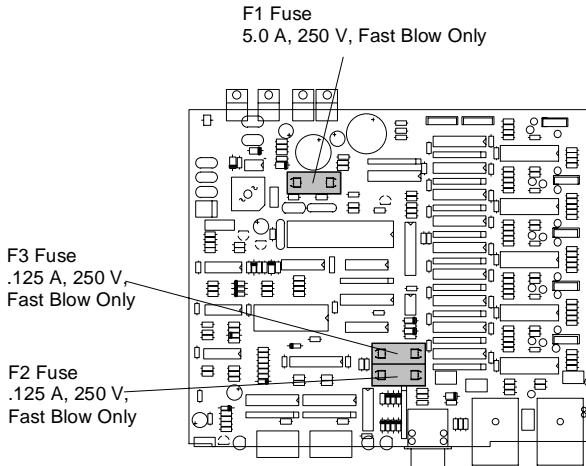 F1 Fuse
5.0 A, 250 V, Fast Blow Only
F3 Fuse
.125 A, 250 V,
Fast Blow Only
F2 Fuse
.125 A, 250 V,
Fast Blow Only